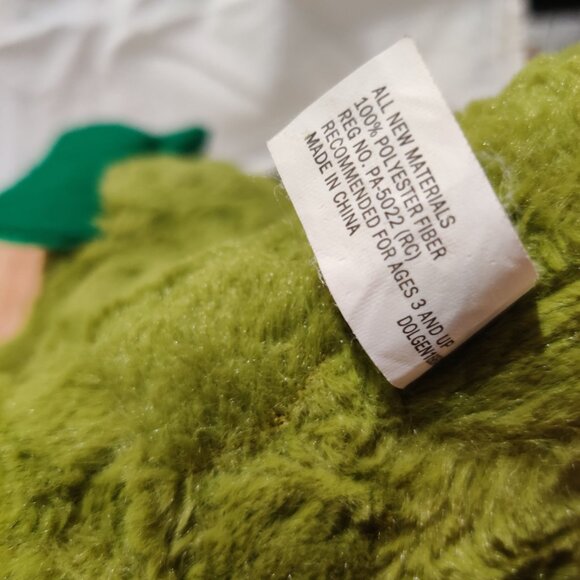 ALL NEW MATERIALS
100% POLYESTER FIBER
REG NO. PA-5022 (RC)
RECOMMENDED FOR AGES 3 AND UP
MADE IN CHINA